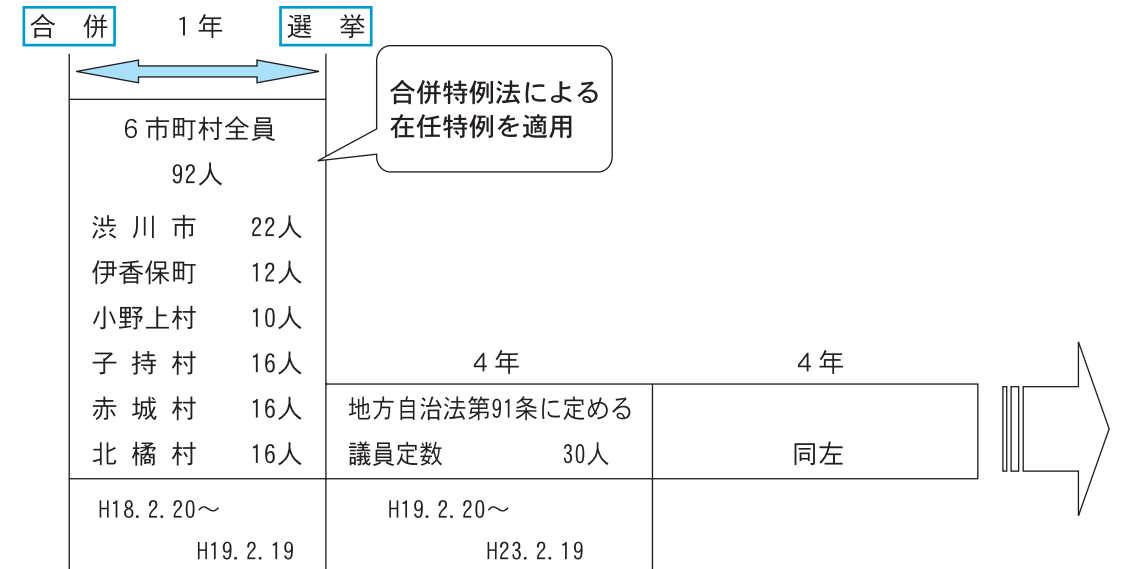 合併 1年 選挙
合併特例法による
在任特例を適用
6市町村全員
92人
渋川市 22人
伊香保町 12人
小野上村 10人
子持村 16人
赤城村 16人
北橘村 16人
4年
地方自治法第91条に定める
議員定数 30人
4年
同左
H18.2.20～
H19.2.19
H19.2.20～
H23.2.19